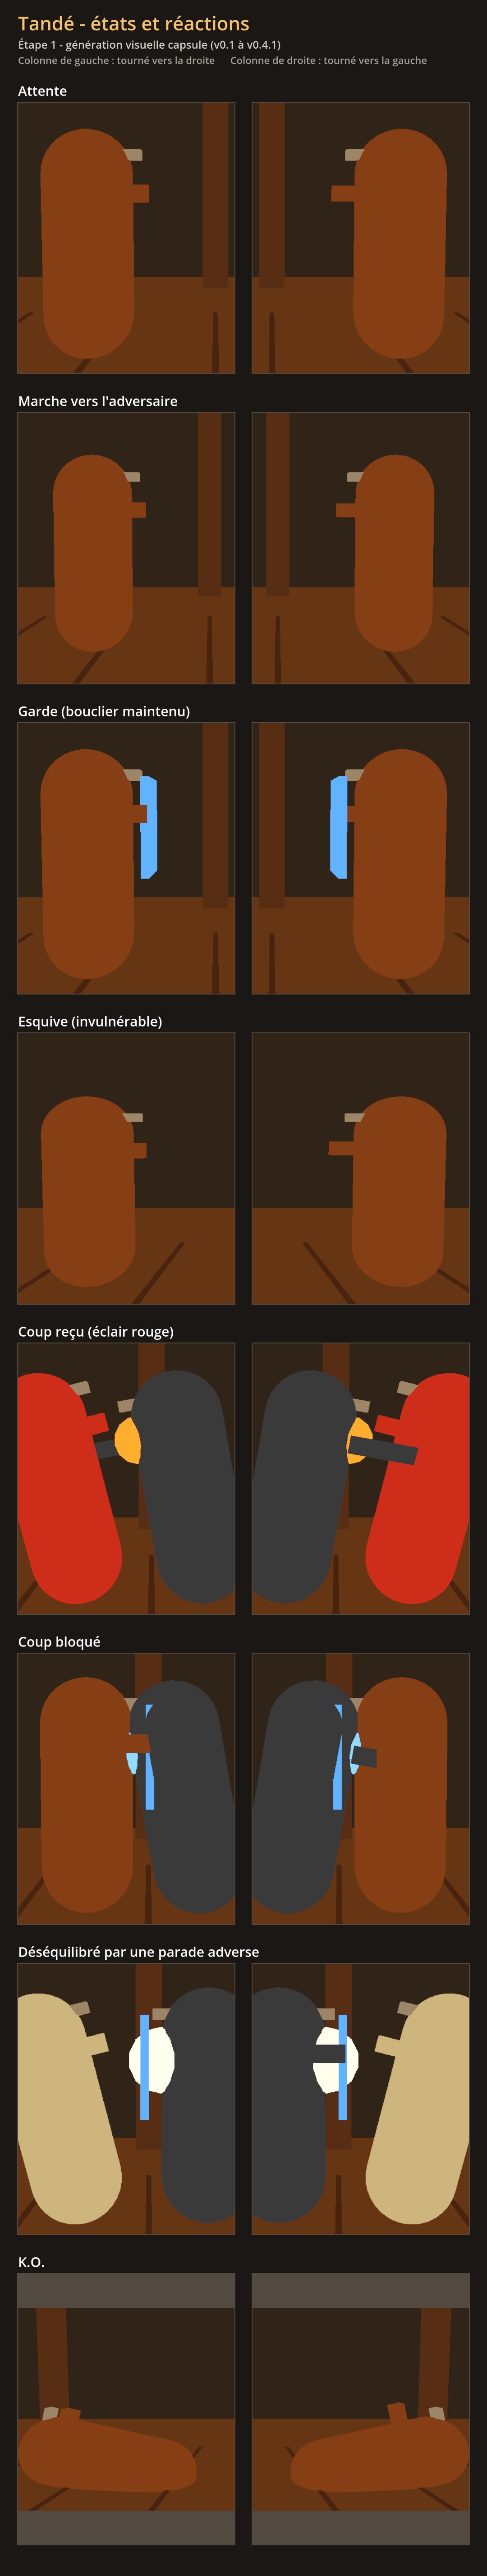 Tandé - états et réactions
Étape 1 - génération visuelle capsule (v0.1 à v0.4.1)
Colonne de gauche : tourné vers la droite Colonne de droite : tourné vers la gauche
Attente
Marche vers l'adversaire
Garde (bouclier maintenu)
Esquive (invulnérable)
Coup reçu (éclair rouge)
Coup bloqué
Déséquilibré par une parade adverse
K.O.